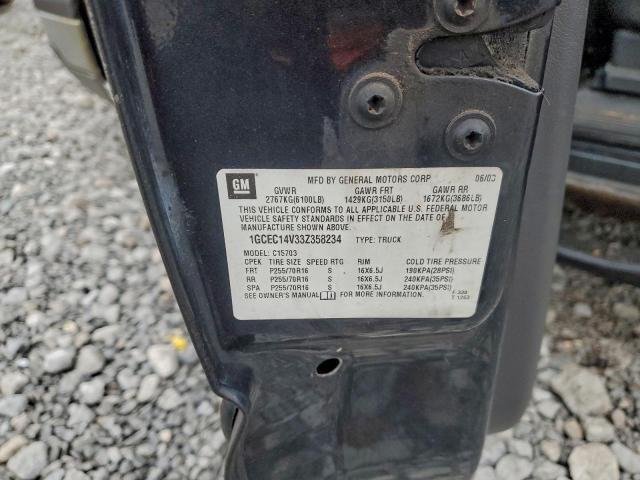 GM MFD BY GENERAL MOTORS CORP 06/03
GVWR GAWR FRT GAWR RR
2767KG(6100LB) 1429KG(3150LB) 1672KG(3686LB)
THIS VEHICLE CONFORMS TO ALL APPLICABLE U.S. FEDERAL MOTOR
VEHICLE SAFETY STANDARDS IN EFFECT ON THE DATE OF
MANUFACTURE SHOWN ABOVE.
1GCEC14V33Z358234 TYPE: TRUCK
MODEL: C15703
CPEK TIRE SIZE SPEED RTG RIM COLD TIRE PRESSURE
FRT P255/70R16 S 16X6.5J 190KPA(28PSI)
RR P255/70R16 S 16X6.5J 240KPA(35PSI)
SPA P255/70R16 S 16X6.5J 240KPA(35PSI)
SEE OWNER'S MANUAL FOR MORE INFORMATION.